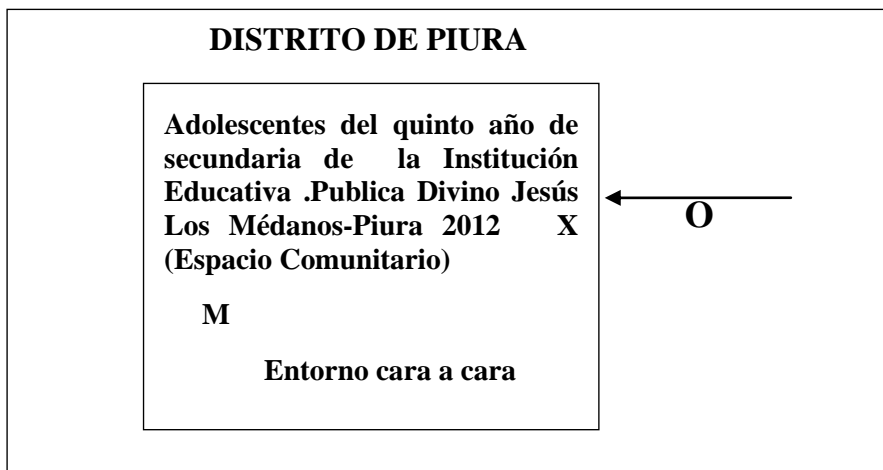 DISTRITO DE PIURA
Adolescentes del quinto año de
secundaria de la Institución
Educativa .Publica Divino Jesús
Los Médanos-Piura 2012 X
(Espacio Comunitario)
O
M
Entorno cara a cara